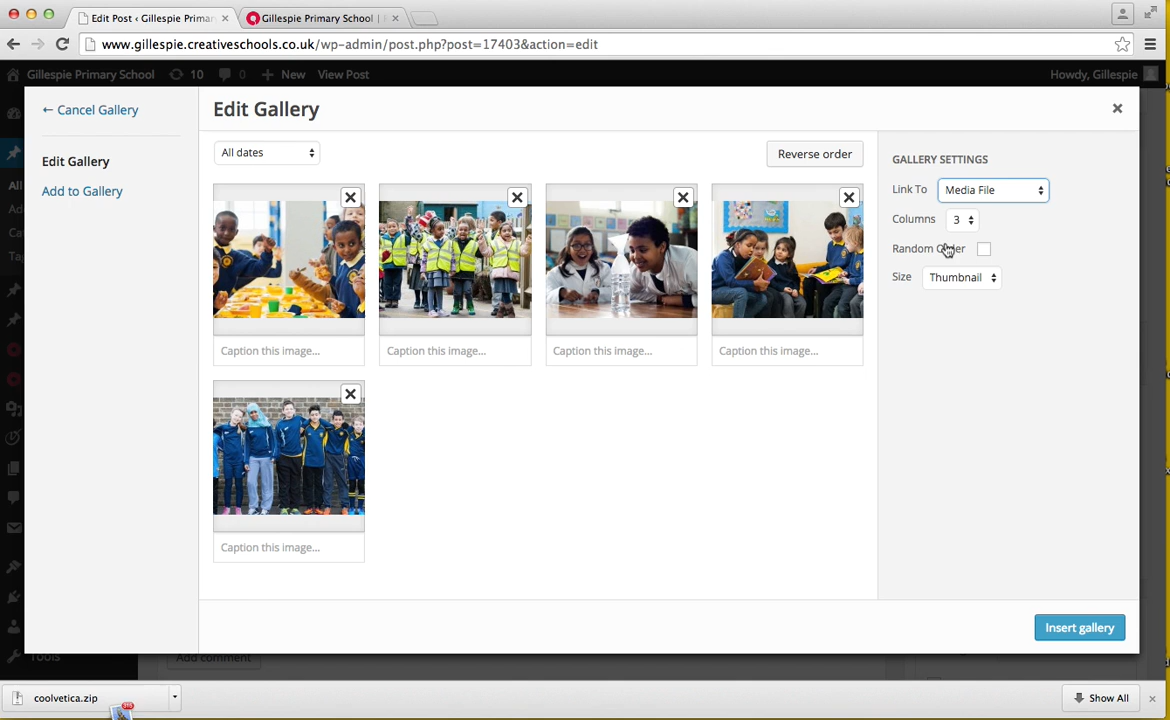 Edit Post ‹ Gillespie Primar
Gillespie Primary School |
www.gillespie.creativeschools.co.uk/wp-admin/post.php?post=17403&action=edit
Gillespie Primary School
10
0
New
View Post
Howdy, Gillespie
← Cancel Gallery
Edit Gallery
Edit Gallery
Add to Gallery
All dates
Reverse order
GALLERY SETTINGS
Link To
Media File
Columns
3
Random
Size
Thumbnail
Caption this image...
Caption this image...
Caption this image...
Caption this image...
Caption this image...
Insert gallery
All
Tools
Add comment
coolvetica.zip
Show All